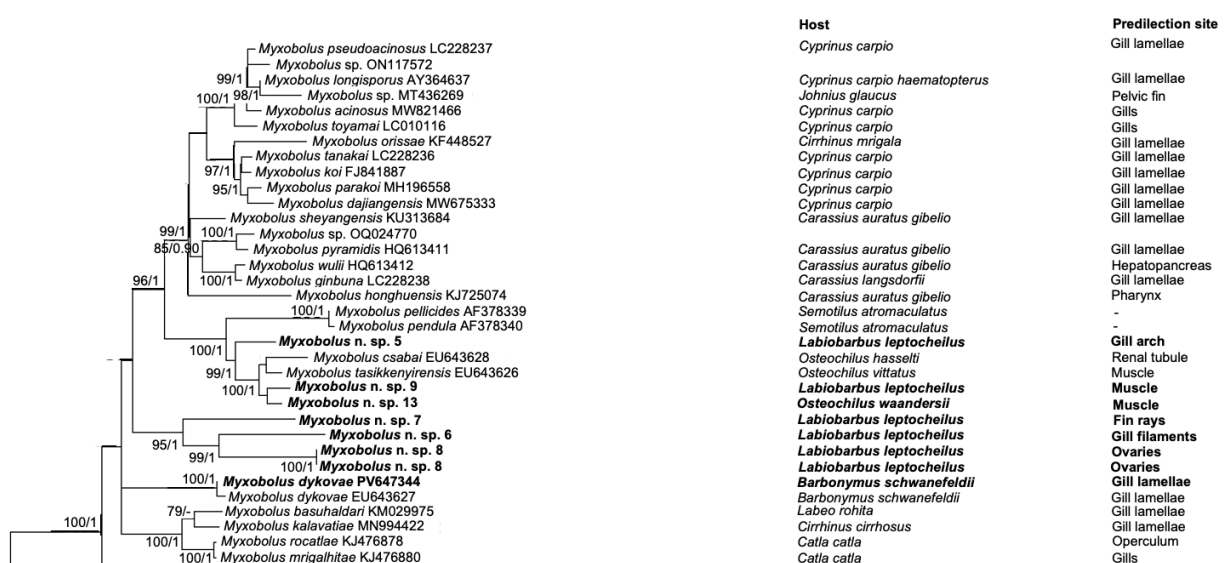 Host Predilection site
Myxobolus pseudoacinosus LC228237 Cyprinus carpio Gill lamellae
Myxobolus sp. ON117572
99/1 Myxobolus longisporus AY364637 Cyprinus carpio haematopterus Gill lamellae
100/1 98/1 Myxobolus sp. MT436269 Johnius glaucus Pelvic fin
Myxobolus acinosus MW821466 Cyprinus carpio Gills
Myxobolus toyamai LC010116 Cyprinus carpio Gills
Myxobolus orissae KF448527 Cirrhinus mrigala Gill lamellae
Myxobolus tanakai LC228236 Cyprinus carpio Gill lamellae
97/1 Myxobolus koi FJ841887 Cyprinus carpio Gill lamellae
95/1 Myxobolus parakoi MH196558 Cyprinus carpio Gill lamellae
Myxobolus dajiangensis MW675333 Cyprinus carpio Gill lamellae
Myxobolus sheyangensis KU313684 Carassius auratus gibelio Gill lamellae
99/1 100/1 Myxobolus sp. OQ024770
85/0.90 Myxobolus pyramidis HQ613411 Carassius auratus gibelio Gill lamellae
Myxobolus wulii HQ613412 Carassius auratus gibelio Hepatopancreas
96/1 100/1 Myxobolus ginbuna LC228238 Carassius langsdorfii Gill lamellae
Myxobolus honghuensis KJ725074 Carassius auratus gibelio Pharynx
100/1 Myxobolus pellicides AF378339 Semotilus atromaculatus -
Myxobolus pendula AF378340 Semotilus atromaculatus -
100/1 Myxobolus n. sp. 5 Labiobarbus leptocheilus Gill arch
Myxobolus csabai EU643628 Osteochilus hasselti Renal tubule
99/1 Myxobolus tasikkenyirensis EU643626 Osteochilus vittatus Muscle
100/1 Myxobolus n. sp. 9 Labiobarbus leptocheilus Muscle
Myxobolus n. sp. 13 Osteochilus waandersii Muscle
Myxobolus n. sp. 7 Labiobarbus leptocheilus Fin rays
95/1 Myxobolus n. sp. 6 Labiobarbus leptocheilus Gill filaments
99/1 Myxobolus n. sp. 8 Labiobarbus leptocheilus Ovaries
100/1 Myxobolus n. sp. 8 Labiobarbus leptocheilus Ovaries
100/1 Myxobolus dykovae PV647344 Barbonymus schwanefeldii Gill lamellae
Myxobolus dykovae EU643627 Barbonymus schwanefeldii Gill lamellae
79/- Myxobolus basuhaldari KM029975 Labeo rohita Gill lamellae
100/1 Myxobolus kalavatiae MN994422 Cirrhinus cirrhosus Gill lamellae
100/1 Myxobolus rocatlae KJ476878 Catla catla Operculum
100/1 Myxobolus mrigalhitae KJ476880 Catla catla Gills